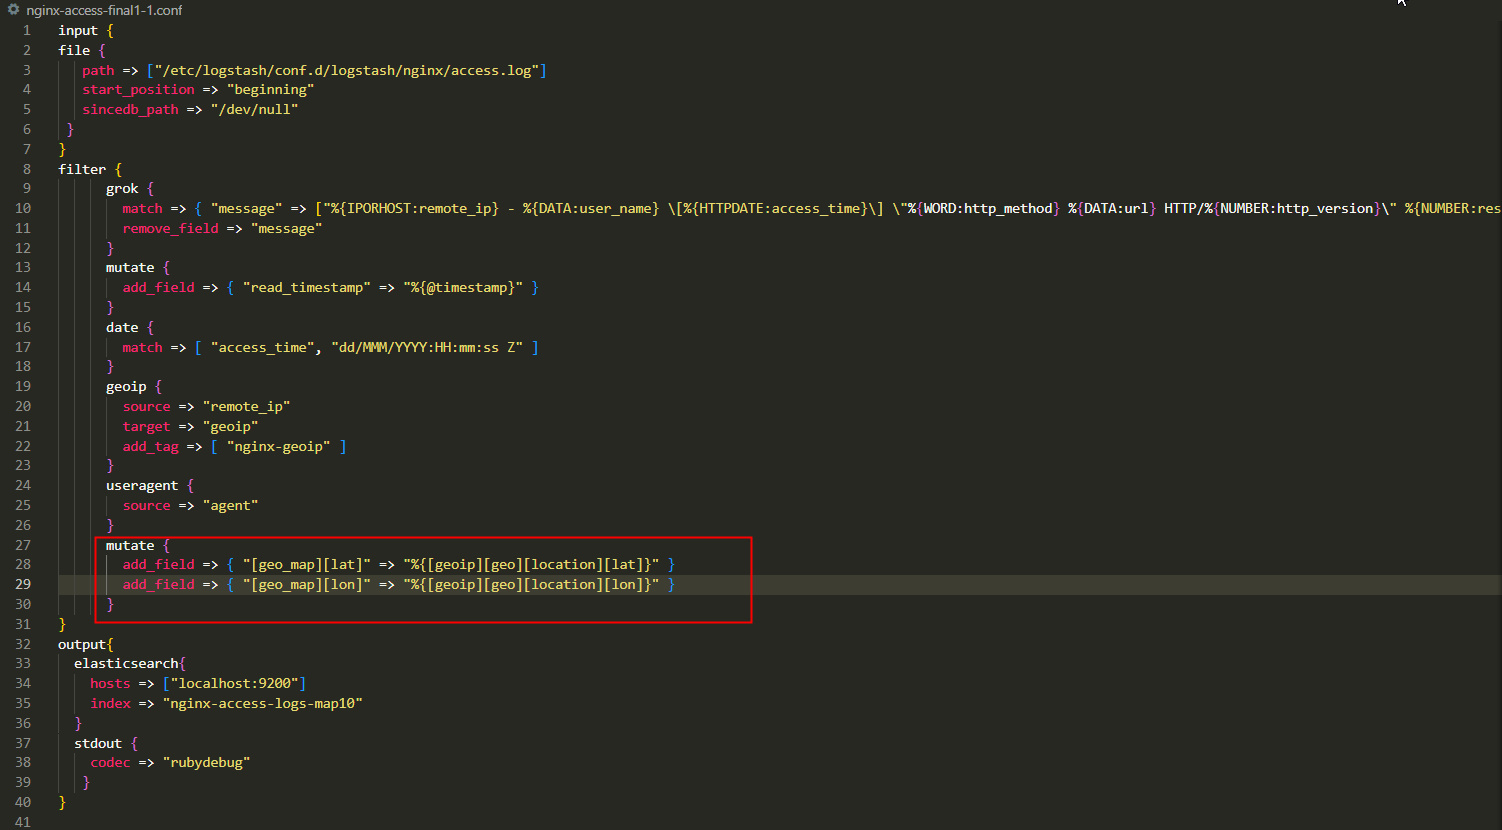 nginx-access-final1-1.conf
1 input {
2 file {
3 path => ["/etc/logstash/conf.d/logstash/nginx/access.log"]
4 start_position => "beginning"
5 sincedb_path => "/dev/null"
6 }
7 }
8 filter {
9 grok {
10 match => { "message" => ["%{IPORHOST:remote_ip} - %{DATA:user_name} \[%{HTTPDATE:access_time}\] \"%{WORD:http_method} %{DATA:url} HTTP/%{NUMBER:http_version}\" %{NUMBER:res
11 remove_field => "message"
12 }
13 mutate {
14 add_field => { "read_timestamp" => "%{@timestamp}" }
15 }
16 date {
17 match => [ "access_time", "dd/MMM/YYYY:HH:mm:ss Z" ]
18 }
19 geoip {
20 source => "remote_ip"
21 target => "geoip"
22 add_tag => [ "nginx-geoip" ]
23 }
24 useragent {
25 source => "agent"
26 }
27 mutate {
28 add_field => { "[geo_map][lat]" => "%{[geoip][geo][location][lat]}" }
29 add_field => { "[geo_map][lon]" => "%{[geoip][geo][location][lon]}" }
30 }
31 }
32 output{
33 elasticsearch{
34 hosts => ["localhost:9200"]
35 index => "nginx-access-logs-map10"
36 }
37 stdout {
38 codec => "rubydebug"
39 }
40 }
41